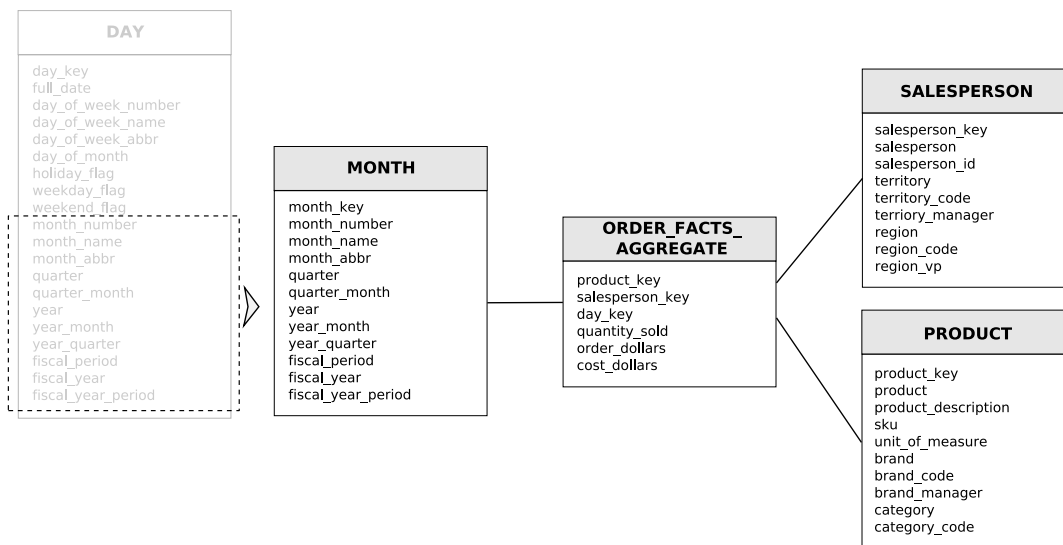 DAY
day_key
full_date
day_of_week_number
day_of_week_name
day_of_week_abbr
day_of_month
holiday_flag
weekday_flag
weekend_flag
month_number
month_name
month_abbr
quarter
quarter_month
year
year_month
year_quarter
fiscal_period
fiscal_year
fiscal_year_period
MONTH
month_key
month_number
month_name
month_abbr
quarter
quarter_month
year
year_month
year_quarter
fiscal_period
fiscal_year
fiscal_year_period
ORDER_FACTS_
AGGREGATE
product_key
salesperson_key
day_key
quantity_sold
order_dollars
cost_dollars
SALESPERSON
salesperson_key
salesperson
salesperson_id
territory
territory_code
terriory_manager
region
region_code
region_vp
PRODUCT
product_key
product
product_description
sku
unit_of_measure
brand
brand_code
brand_manager
category
category_code